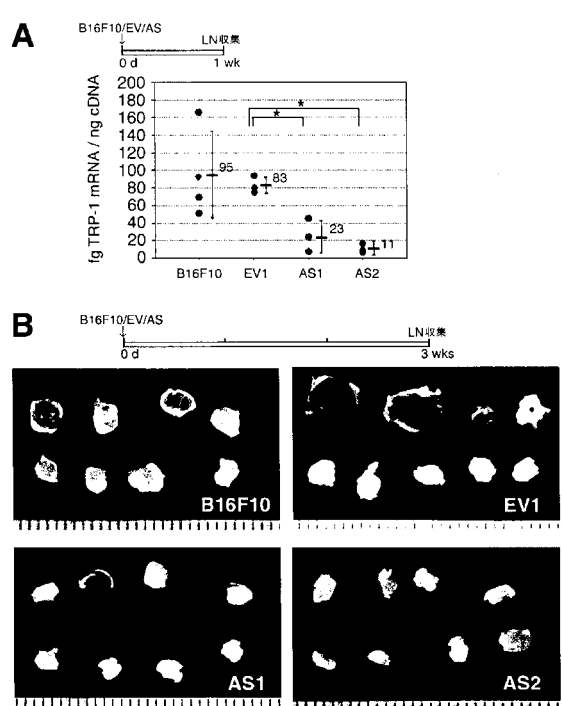 A
B16F10/EV/AS
LN収集
0 d
1 wk
fg TRP-1 mRNA / ng cDNA
200
180
160
140
120
100
80
60
40
20
0
*
*
95
83
23
11
B16F10
EV1
AS1
AS2
B
B16F10/EV/AS
LN収集
0 d
3 wks
B16F10
EV1
AS1
AS2